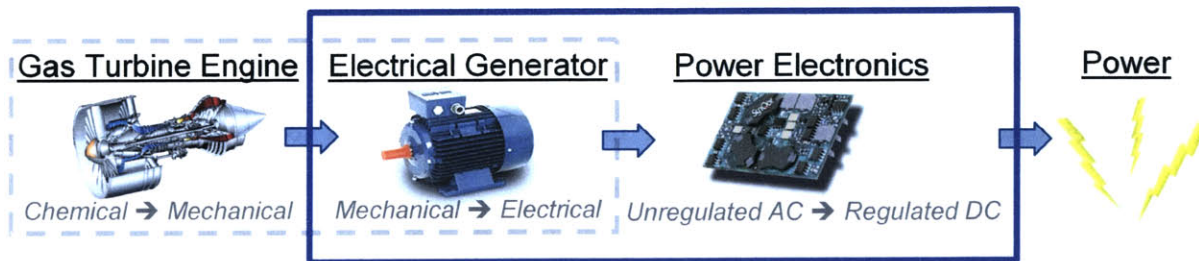 Gas Turbine Engine Electrical Generator Power Electronics Power
Chemical → Mechanical Mechanical → Electrical Unregulated AC → Regulated DC